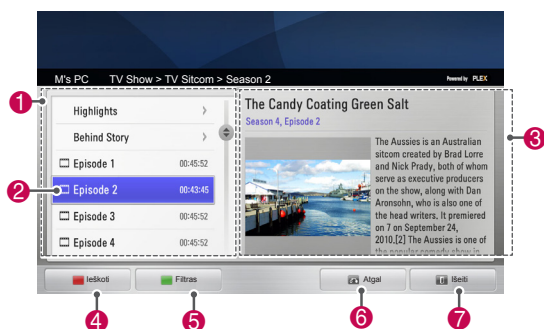 M's PC TV Show > TV Sitcom > Season 2
Powered by PLEX
1
Highlights >
Behind Story >
Episode 1 00:45:52
2
Episode 2 00:43:45
Episode 3 00:45:52
Episode 4 00:45:52
The Candy Coating Green Salt
Season 4, Episode 2
3
The Aussies is an Australian
sitcom created by Brad Lorre
and Nick Prady, both of whom
serve as executive producers
on the show, along with Dan
Aronsohn, who is also one of
the head writers. It premiered
on 7 on September 24,
2010.[2] The Aussies is one of
the popular comedy show in
Ieškoti
Filtras
Atgal
Išeiti
4
5
6
7